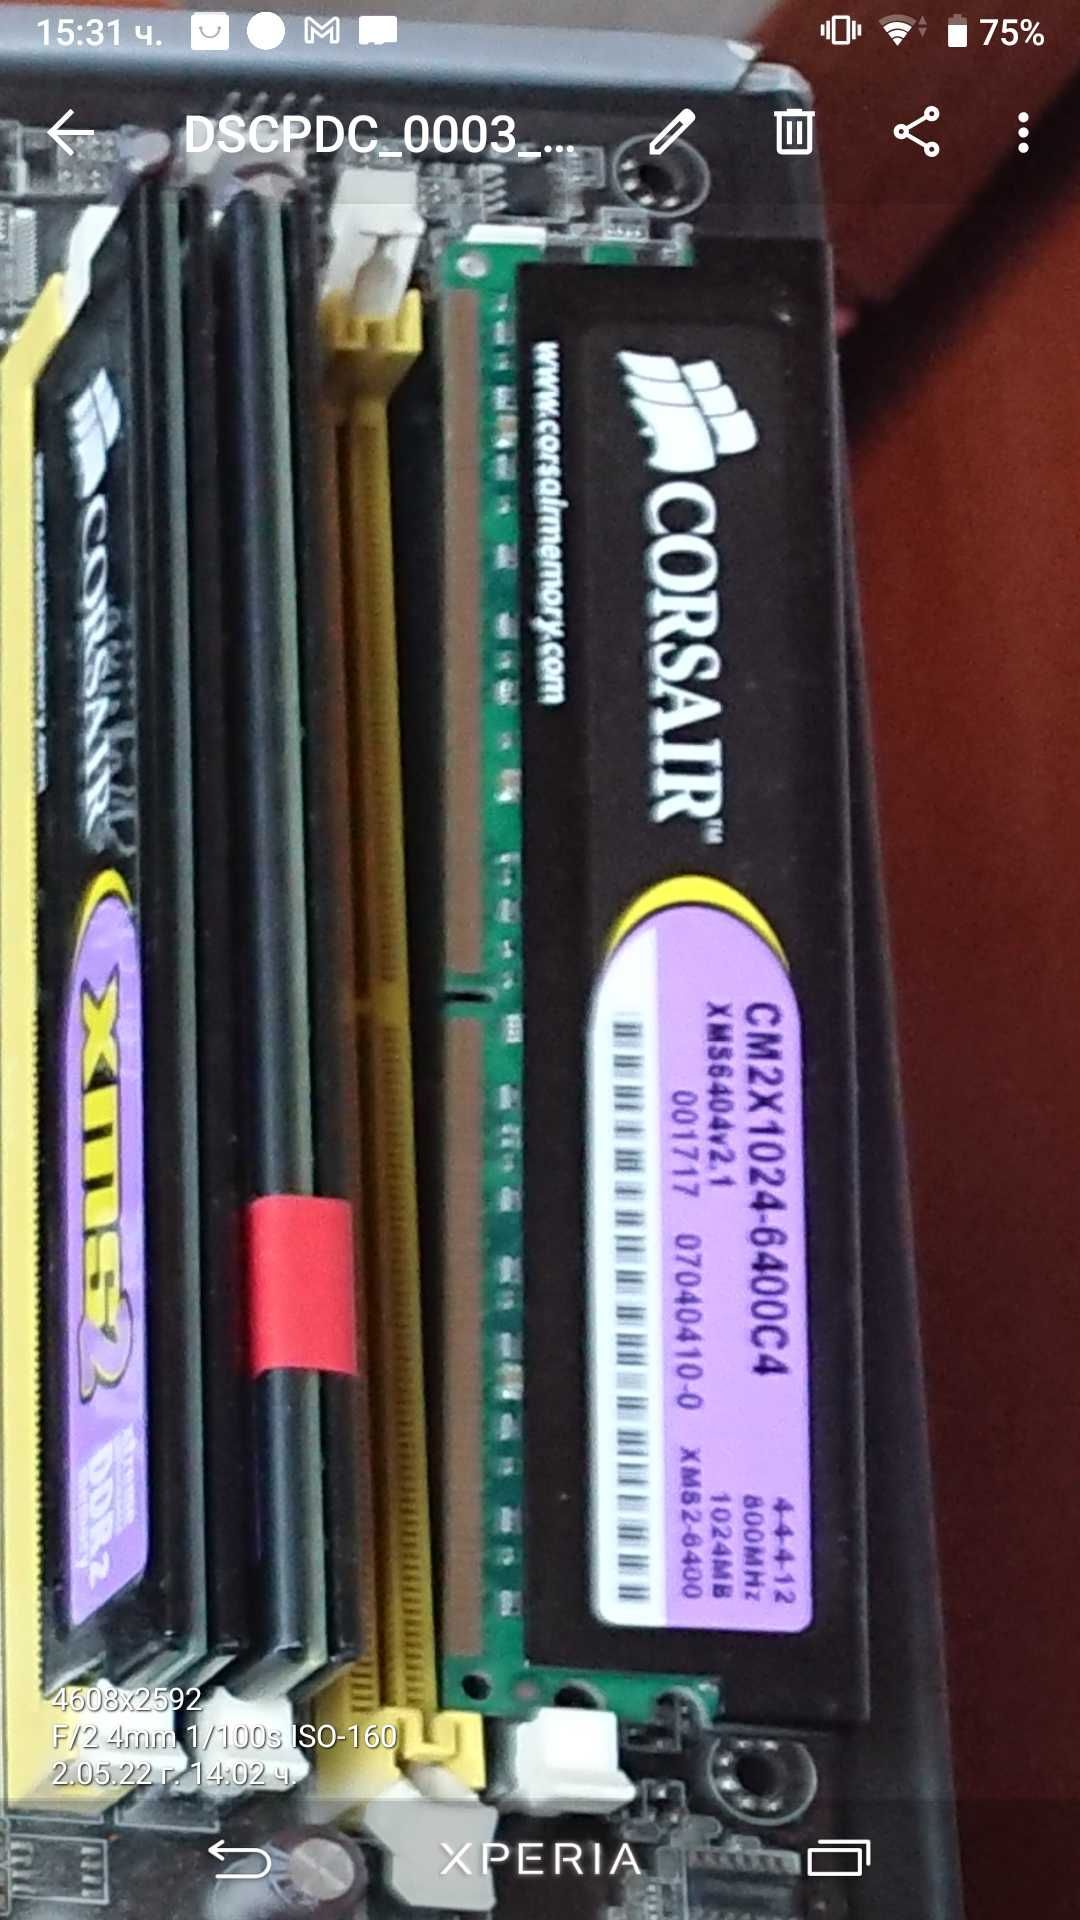 15:31 ч.
75%
DSCPDC_0003_...
www.corsairmemory.com
CORSAIR™
CM2X1024-6400C4
XMS6404v2.1
001717 07040410-0
4-4-4-12
800MHz
1024MB
XMS2-6400
CORSAIR
XMS2
DDR2
4608x2592
F/2 4mm 1/100s ISO-160
2.05.22 г. 14:02 ч.
XPERIA